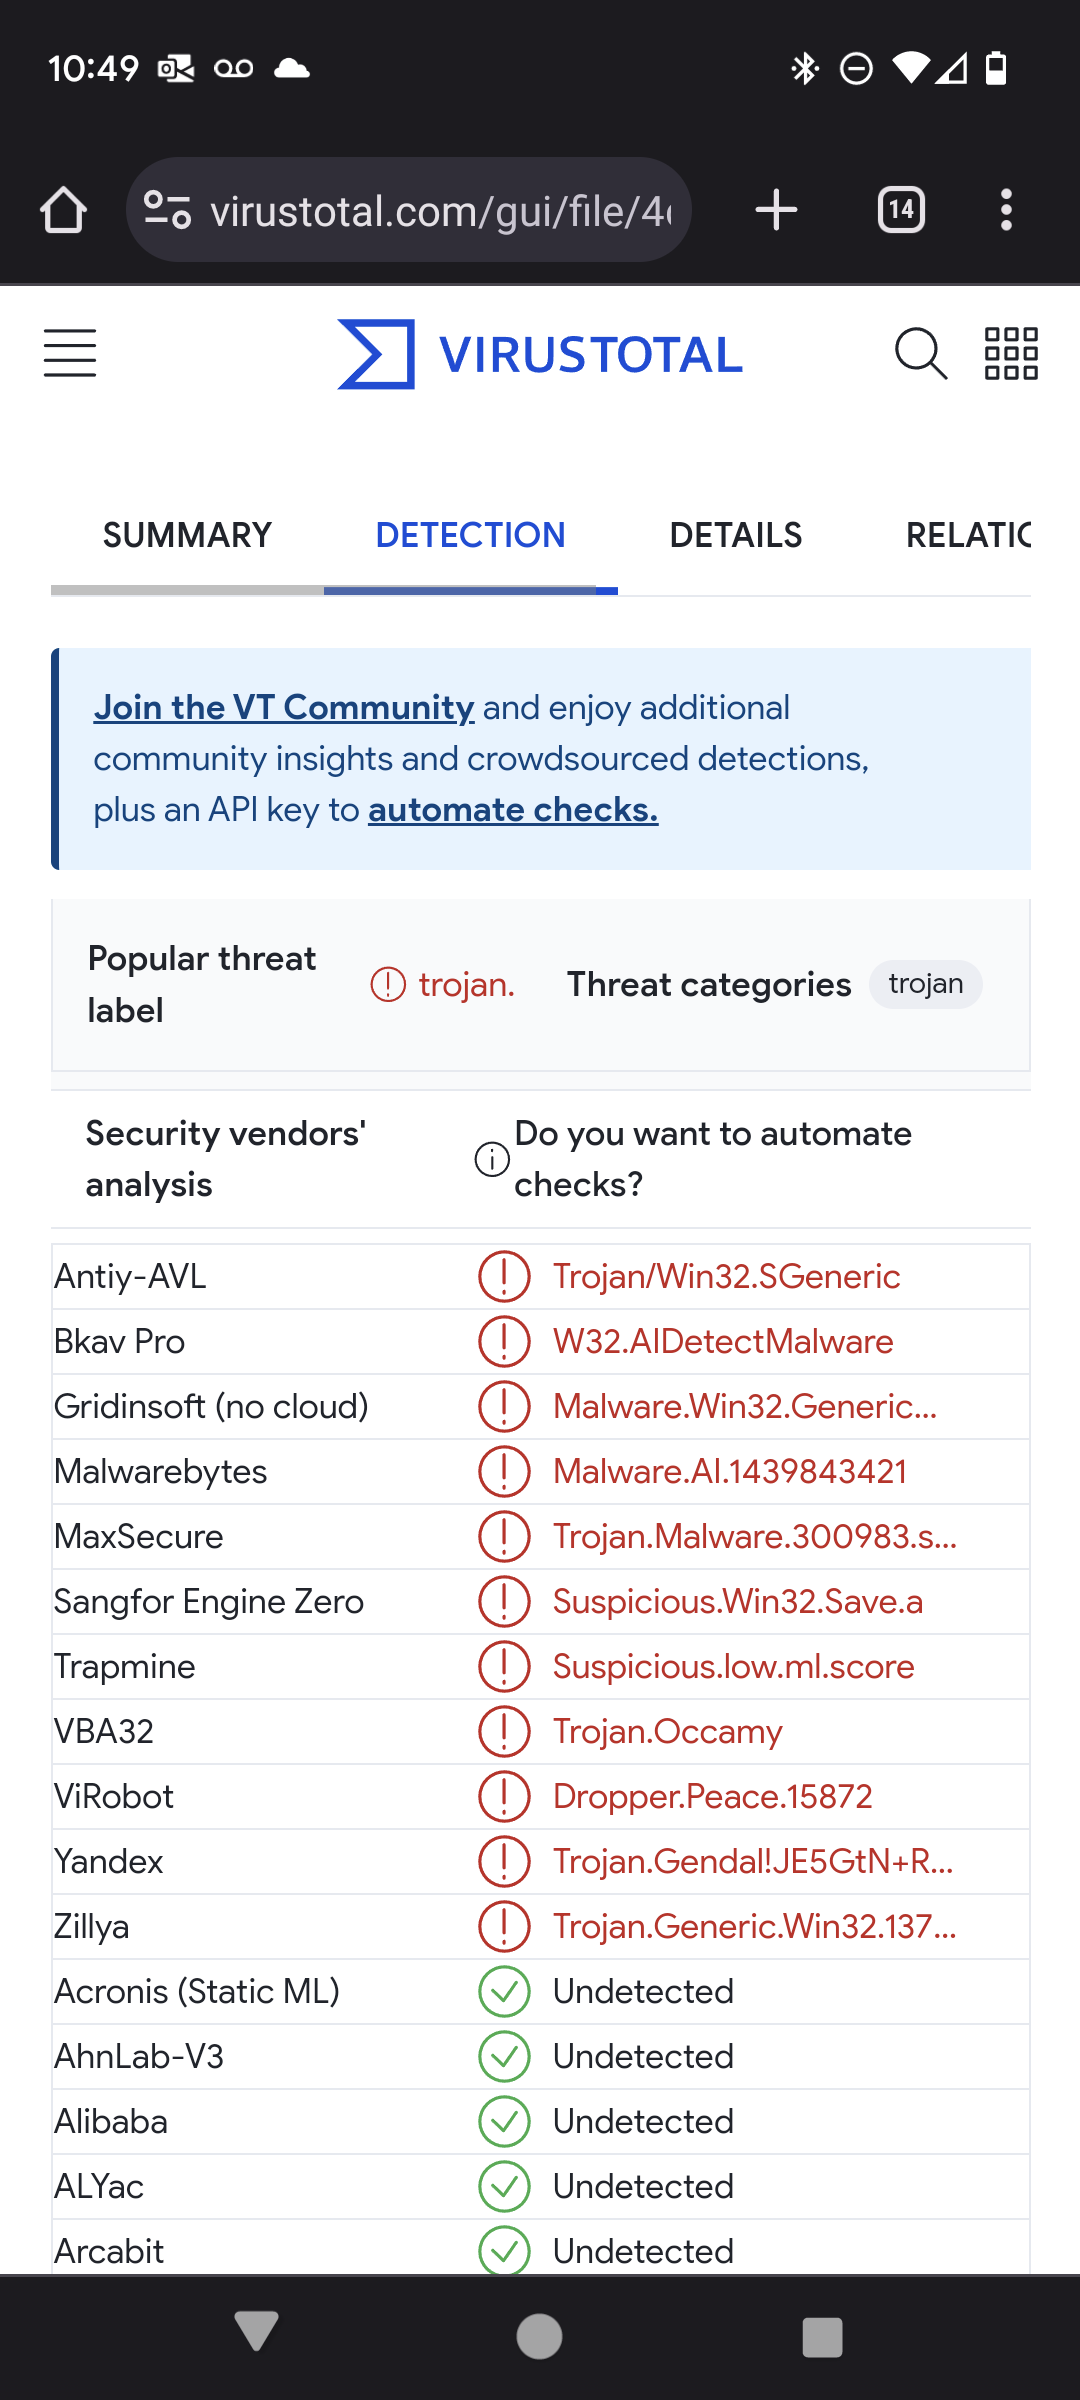 10:49
virustotal.com/gui/file/4
14
VIRUSTOTAL
SUMMARY DETECTION DETAILS RELATIO
Join the VT Community and enjoy additional
community insights and crowdsourced detections,
plus an API key to automate checks.
Popular threat
label
trojan.
Threat categories trojan
Security vendors'
analysis
Do you want to automate
checks?
Antiy-AVL Trojan/Win32.SGeneric
Bkav Pro W32.AIDetectMalware
Gridinsoft (no cloud) Malware.Win32.Generic...
Malwarebytes Malware.AI.1439843421
MaxSecure Trojan.Malware.300983.s...
Sangfor Engine Zero Suspicious.Win32.Save.a
Trapmine Suspicious.low.ml.score
VBA32 Trojan.Occamy
ViRobot Dropper.Peace.15872
Yandex Trojan.Gendal!JE5GtN+R...
Zillya Trojan.Generic.Win32.137...
Acronis (Static ML) Undetected
AhnLab-V3 Undetected
Alibaba Undetected
ALYac Undetected
Arcabit Undetected